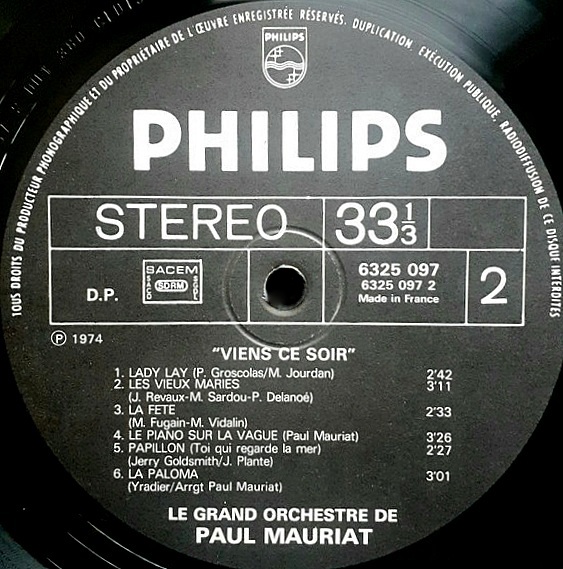 TOUS DROITS DU PRODUCTEUR PHONOGRAPHIQUE ET DU PROPRIÉTAIRE DE L'ŒUVRE ENREGISTRÉE RÉSERVÉS. DUPLICATION, EXÉCUTION PUBLIQUE, RADIODIFFUSION DE CE DISQUE INTERDITES
PHILIPS
PHILIPS
STEREO 33 1/3
D.P.
SACEM
SDRM
6325 097
6325 097 2
Made in France
2
Ⓟ 1974
"VIENS CE SOIR"
1. LADY LAY (P. Groscolas/M. Jourdan) 2'42
2. LES VIEUX MARIES 3'11
(J. Revaux-M. Sardou-P. Delanoé)
3. LA FETE 2'33
(M. Fugain-M. Vidalin)
4. LE PIANO SUR LA VAGUE (Paul Mauriat) 3'26
5. PAPILLON (Toi qui regarde la mer) 2'27
(Jerry Goldsmith/J. Plante)
6. LA PALOMA 3'01
(Yradier/Arrgt Paul Mauriat)
LE GRAND ORCHESTRE DE
PAUL MAURIAT